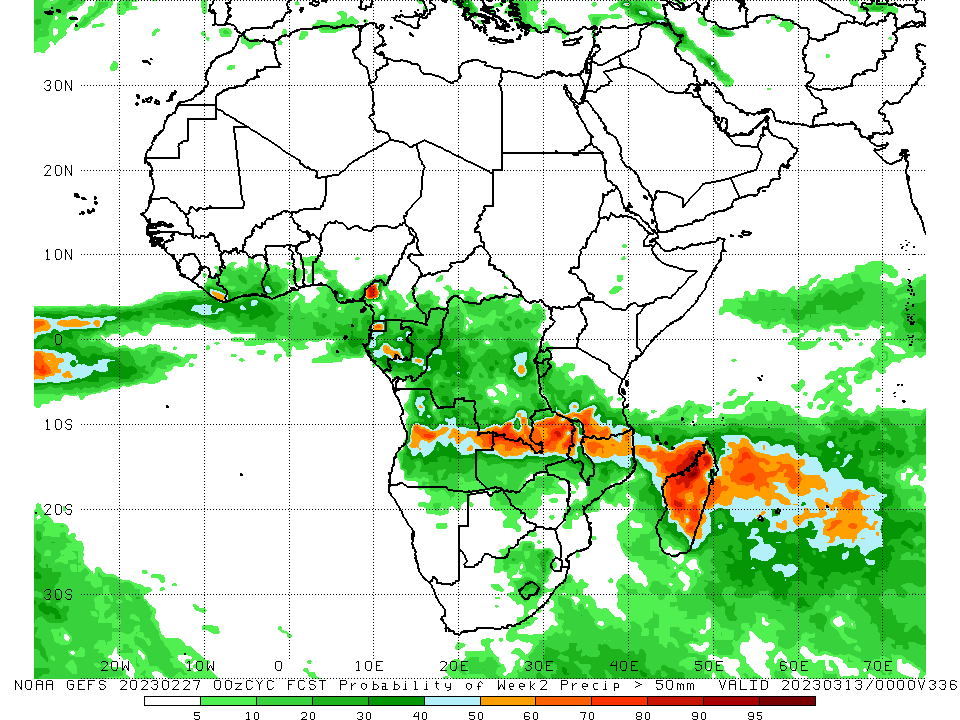 30N
20N
10N
0
10S
20S
30S
20W 10W 0 10E 20E 30E 40E 50E 60E 70E
NOAA GEFS 20230227 00zCYC FCST Probability of Week2 Precip > 50mm VALID 20230313/0000V336
5 10 20 30 40 50 60 70 80 90 95